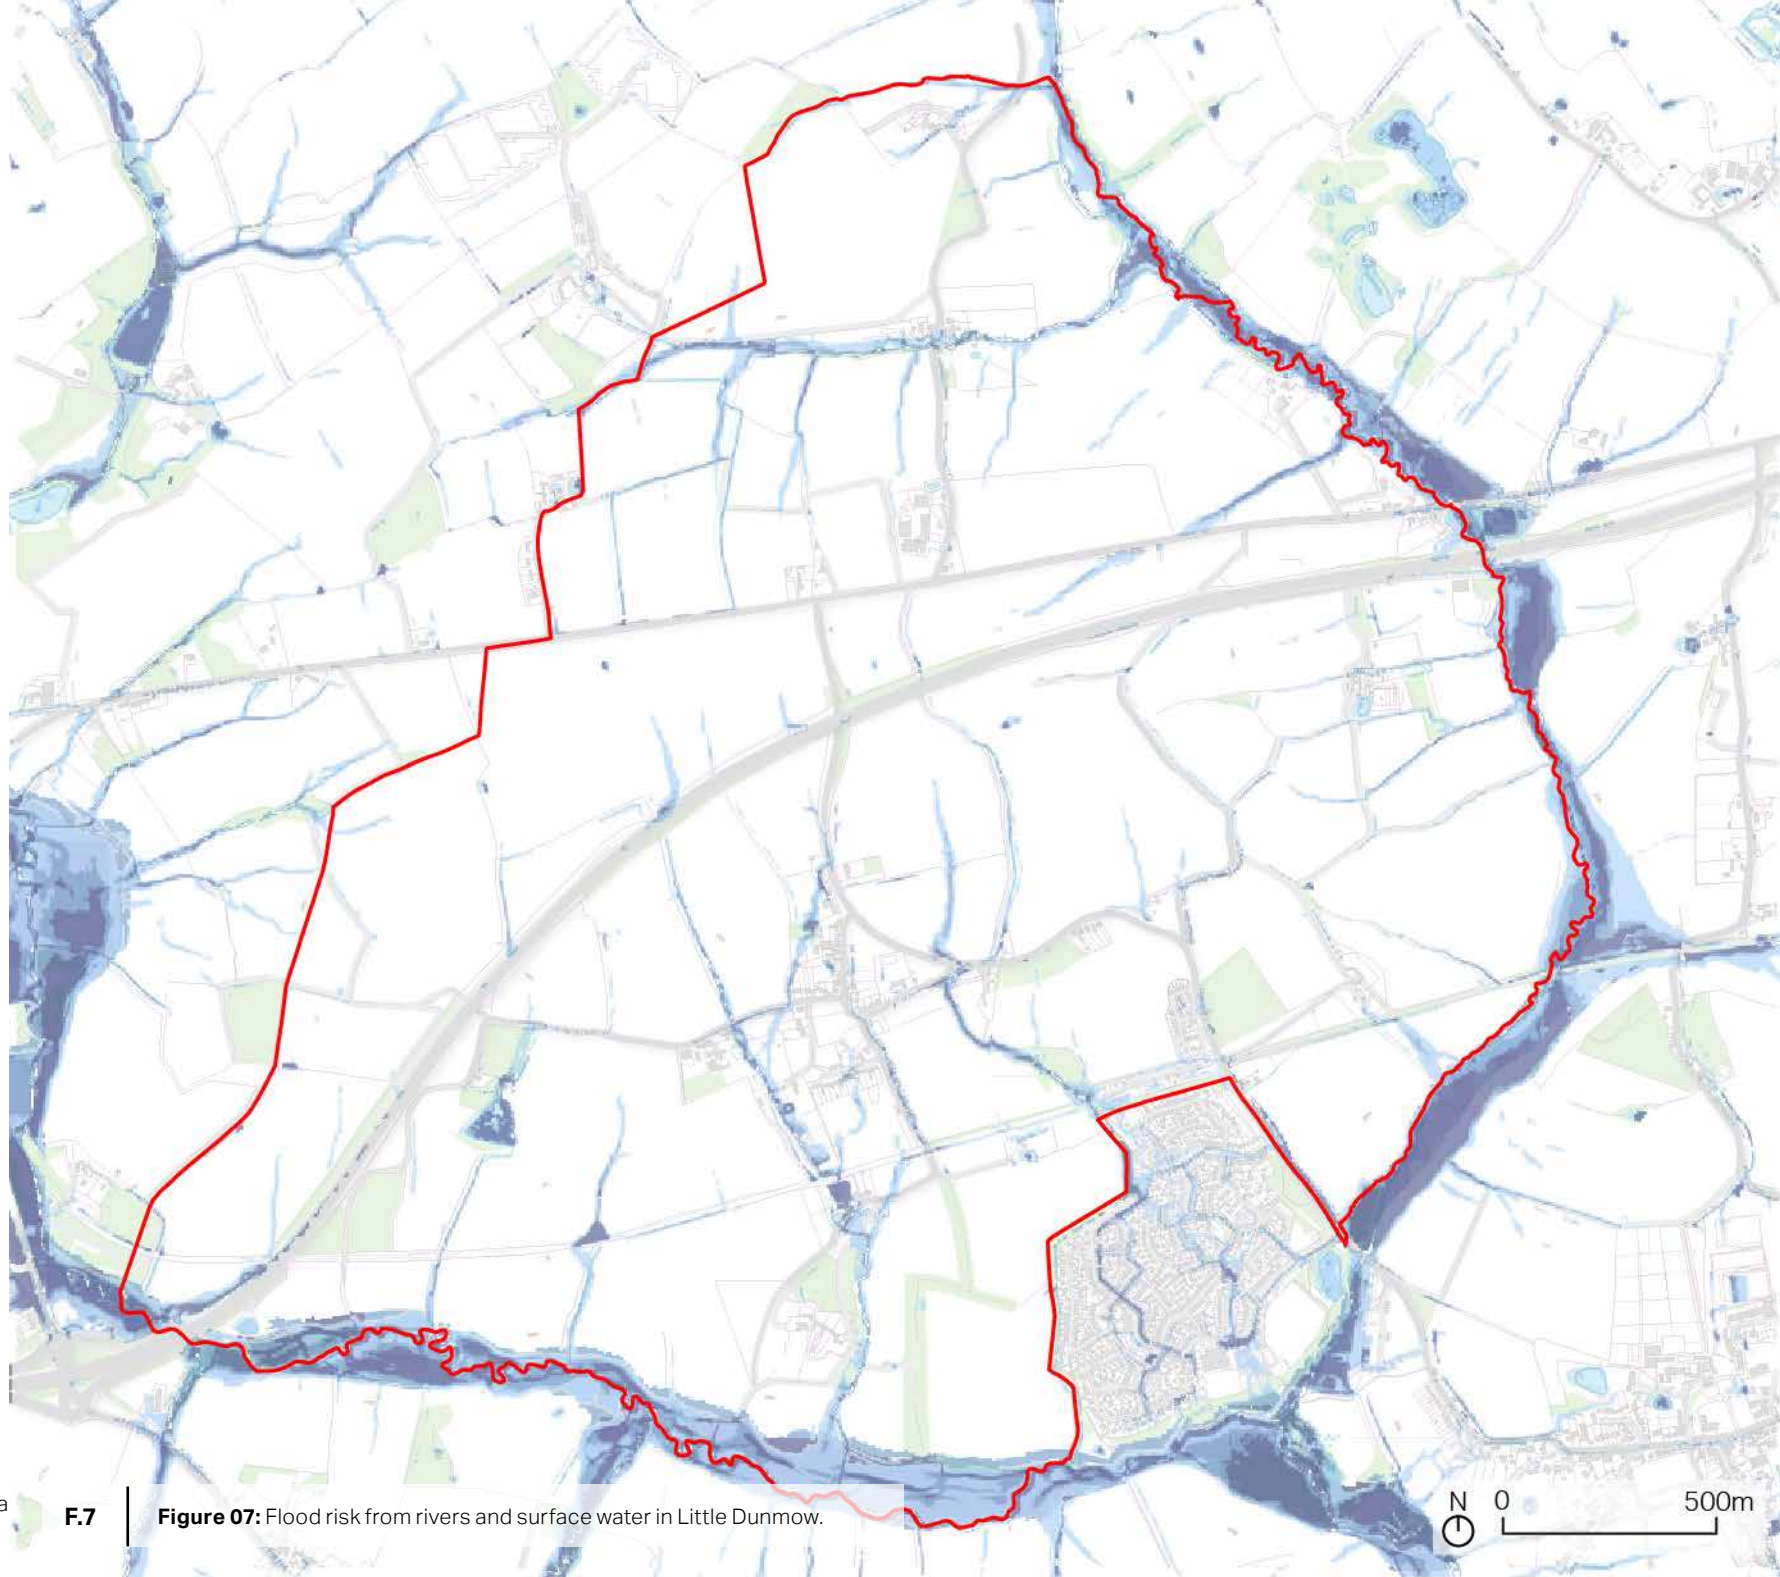 a
F.7
Figure 07: Flood risk from rivers and surface water in Little Dunmow.
N 0 500m